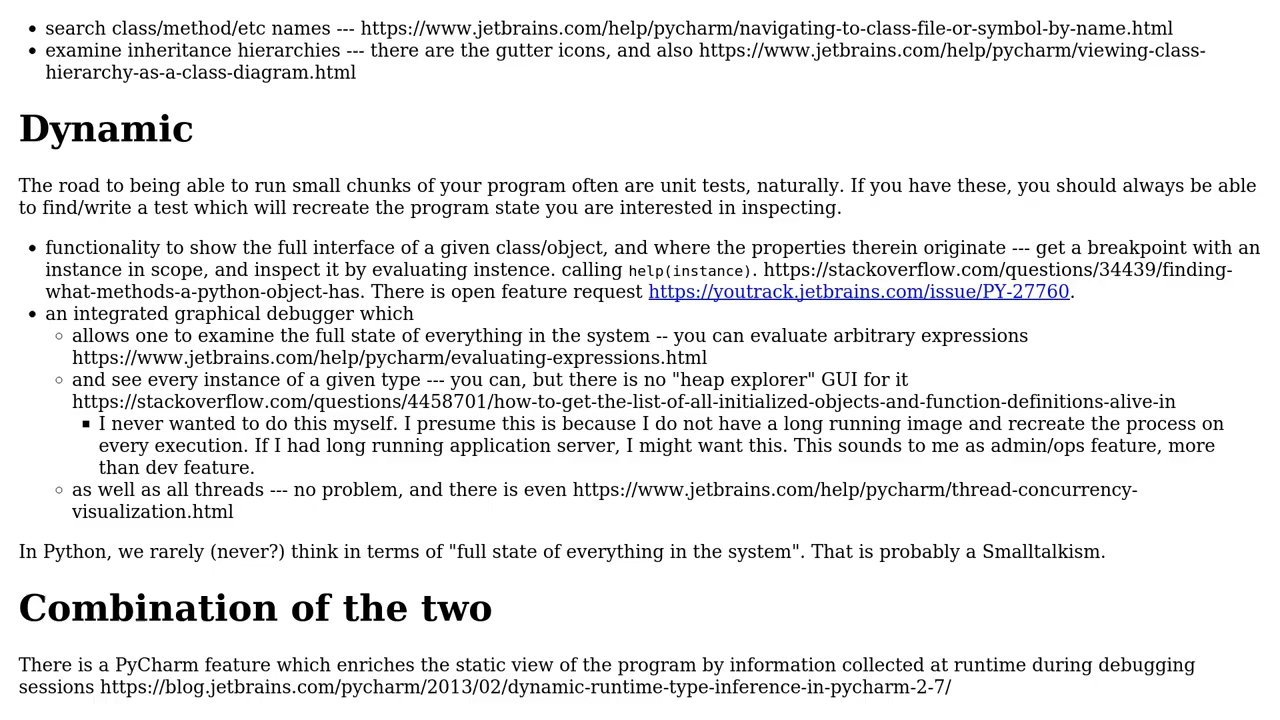 search class/method/etc names --- https://www.jetbrains.com/help/pycharm/navigating-to-class-file-or-symbol-by-name.html
examine inheritance hierarchies --- there are the gutter icons, and also https://www.jetbrains.com/help/pycharm/viewing-class-
hierarchy-as-a-class-diagram.html
Dynamic
The road to being able to run small chunks of your program often are unit tests, naturally. If you have these, you should always be able
to find/write a test which will recreate the program state you are interested in inspecting.
functionality to show the full interface of a given class/object, and where the properties therein originate --- get a breakpoint with an
instance in scope, and inspect it by evaluating instence. calling help(instance). https://stackoverflow.com/questions/34439/finding-
what-methods-a-python-object-has. There is open feature request https://youtrack.jetbrains.com/issue/PY-27760.
an integrated graphical debugger which
allows one to examine the full state of everything in the system -- you can evaluate arbitrary expressions
https://www.jetbrains.com/help/pycharm/evaluating-expressions.html
and see every instance of a given type --- you can, but there is no "heap explorer" GUI for it
https://stackoverflow.com/questions/4458701/how-to-get-the-list-of-all-initialized-objects-and-function-definitions-alive-in
I never wanted to do this myself. I presume this is because I do not have a long running image and recreate the process on
every execution. If I had long running application server, I might want this. This sounds to me as admin/ops feature, more
than dev feature.
as well as all threads --- no problem, and there is even https://www.jetbrains.com/help/pycharm/thread-concurrency-
visualization.html
In Python, we rarely (never?) think in terms of "full state of everything in the system". That is probably a Smalltalkism.
Combination of the two
There is a PyCharm feature which enriches the static view of the program by information collected at runtime during debugging
sessions https://blog.jetbrains.com/pycharm/2013/02/dynamic-runtime-type-inference-in-pycharm-2-7/